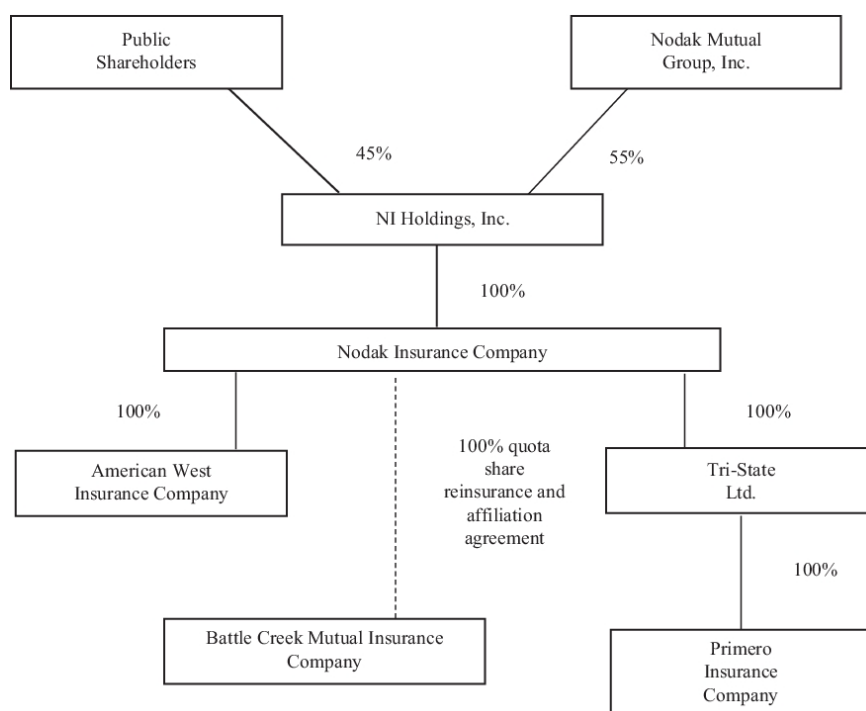 Public
Shareholders
Nodak Mutual
Group, Inc.
45%
55%
NI Holdings, Inc.
100%
Nodak Insurance Company
100%
100%
American West
Insurance Company
100% quota
share
reinsurance and
affiliation
agreement
Tri-State
Ltd.
100%
Battle Creek Mutual Insurance
Company
Primero
Insurance
Company